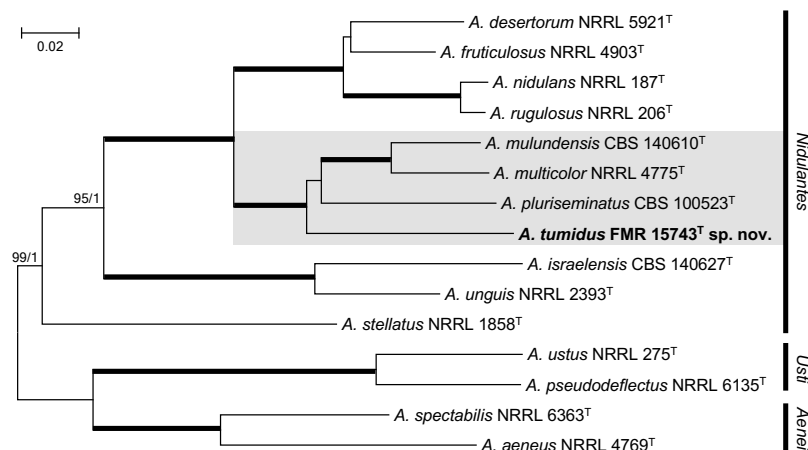 0.02
A. desertorum NRRL 5921ᵀ
A. fruticulosus NRRL 4903ᵀ
A. nidulans NRRL 187ᵀ
A. rugulosus NRRL 206ᵀ
A. mulundensis CBS 140610ᵀ
A. multicolor NRRL 4775ᵀ
A. pluriseminatus CBS 100523ᵀ
A. tumidus FMR 15743ᵀ sp. nov.
A. israelensis CBS 140627ᵀ
A. unguis NRRL 2393ᵀ
A. stellatus NRRL 1858ᵀ
A. ustus NRRL 275ᵀ
A. pseudodeflectus NRRL 6135ᵀ
A. spectabilis NRRL 6363ᵀ
A. aeneus NRRL 4769ᵀ
95/1
99/1
Nidulantes
Usti
Aenei